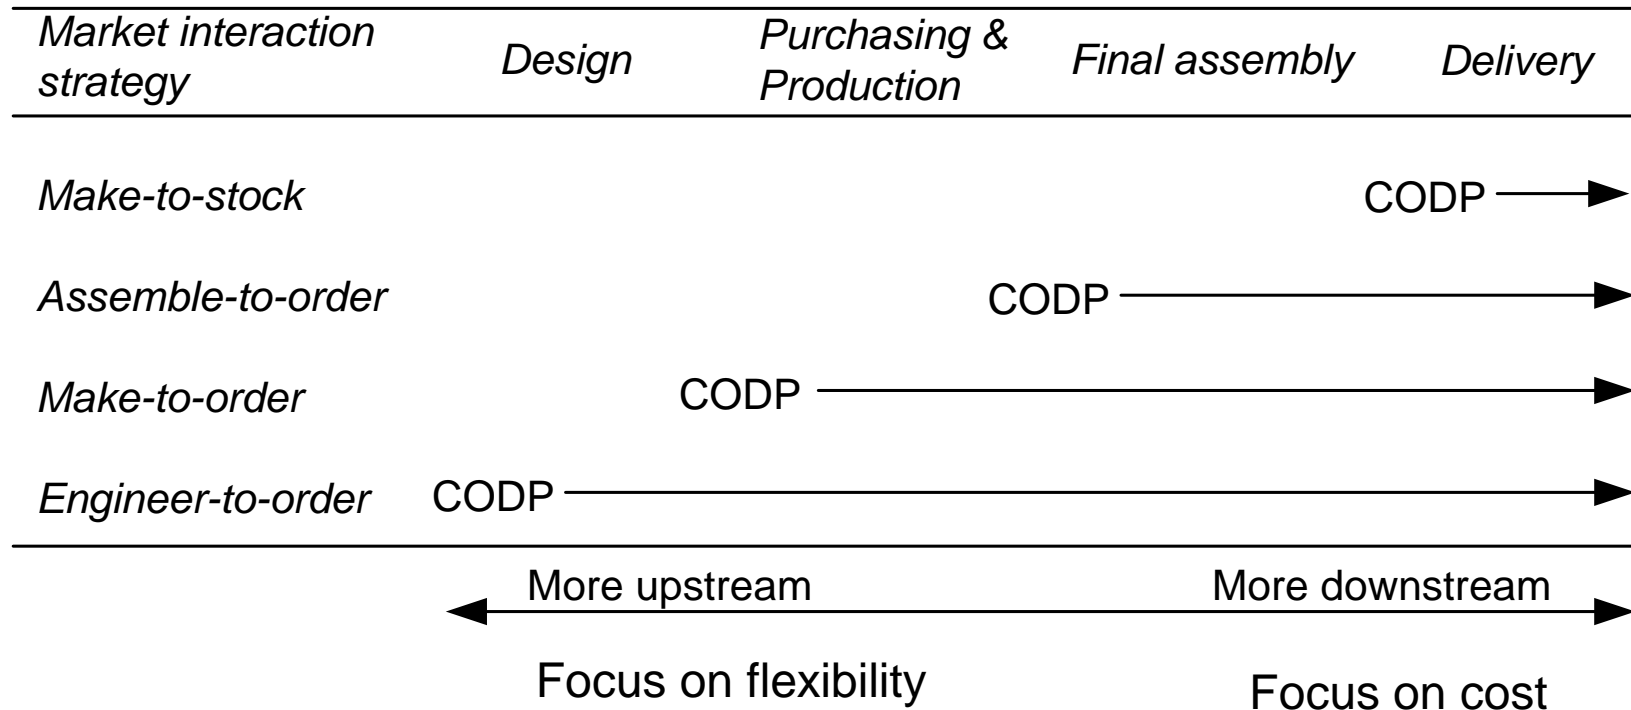 Market interaction
strategy
Design
Purchasing &
Production
Final assembly
Delivery
Make-to-stock
CODP
Assemble-to-order
CODP
Make-to-order
CODP
Engineer-to-order
CODP
More upstream
More downstream
Focus on flexibility
Focus on cost